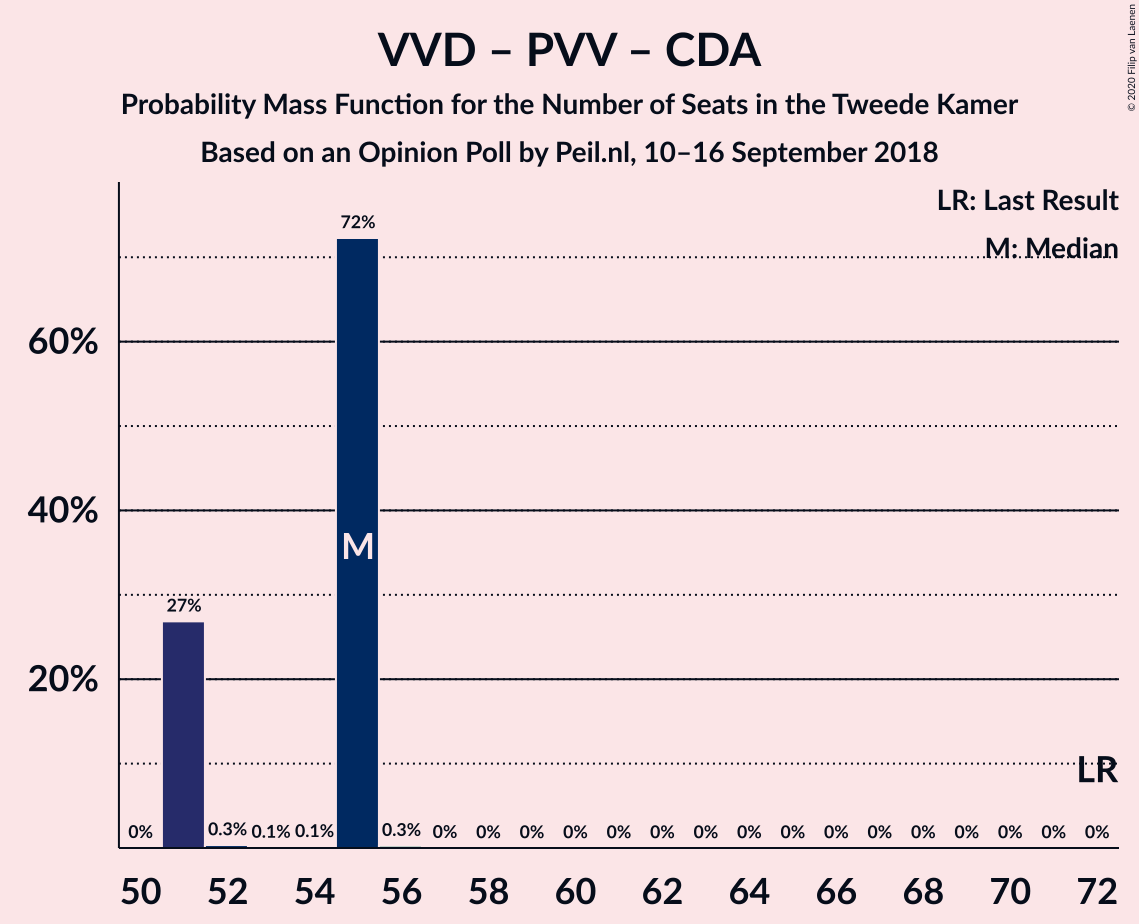 VVD – PVV – CDA
Probability Mass Function for the Number of Seats in the Tweede Kamer
Based on an Opinion Poll by Peil.nl, 10–16 September 2018
© 2020 Filip van Laenen
LR: Last Result
M: Median
60%
40%
20%
0% 27% 0.3% 0.1% 0.1% 72% 0.3% 0% 0% 0% 0% 0% 0% 0% 0% 0% 0% 0% 0% 0% 0% 0% 0%
M
LR
50 52 54 56 58 60 62 64 66 68 70 72